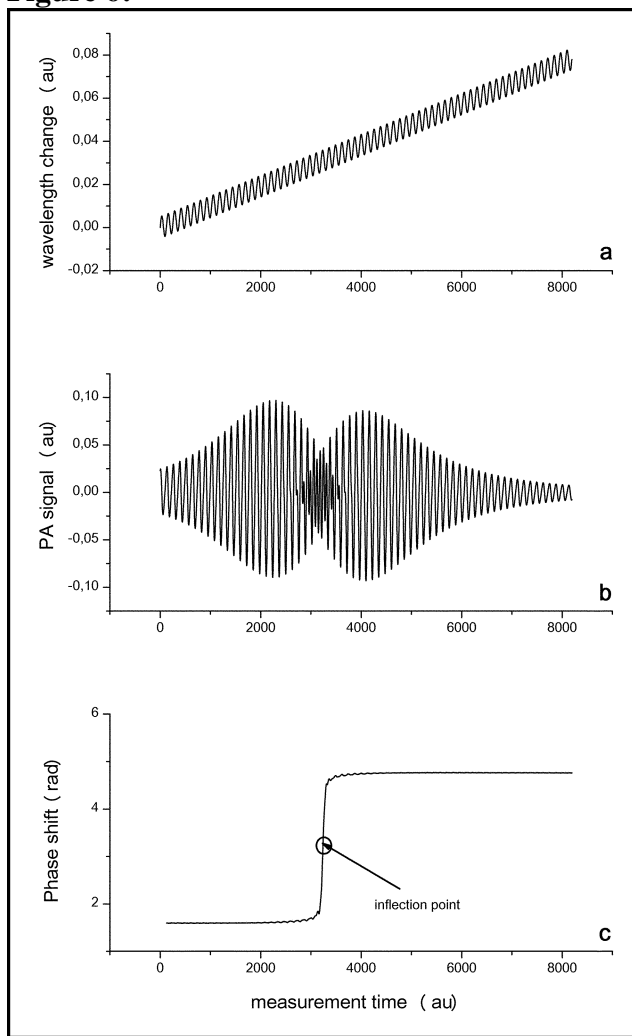 Figure 6.
0,08
0,06
0,04
0,02
0,00
-0,02
wavelength change ( au)
0 2000 4000 6000 8000
a
0,10
0,05
0,00
-0,05
-0,10
PA signal ( au)
0 2000 4000 6000 8000
b
6
4
2
Phase shift ( rad)
inflection point
c
0 2000 4000 6000 8000
measurement time ( au)